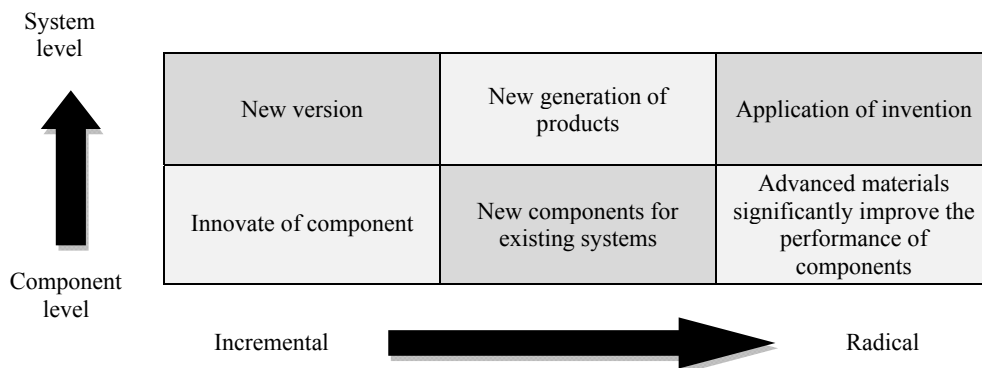 System
level
New version
New generation of
products
Application of invention
Innovate of component
New components for
existing systems
Advanced materials
significantly improve the
performance of
components
Component
level
Incremental
Radical